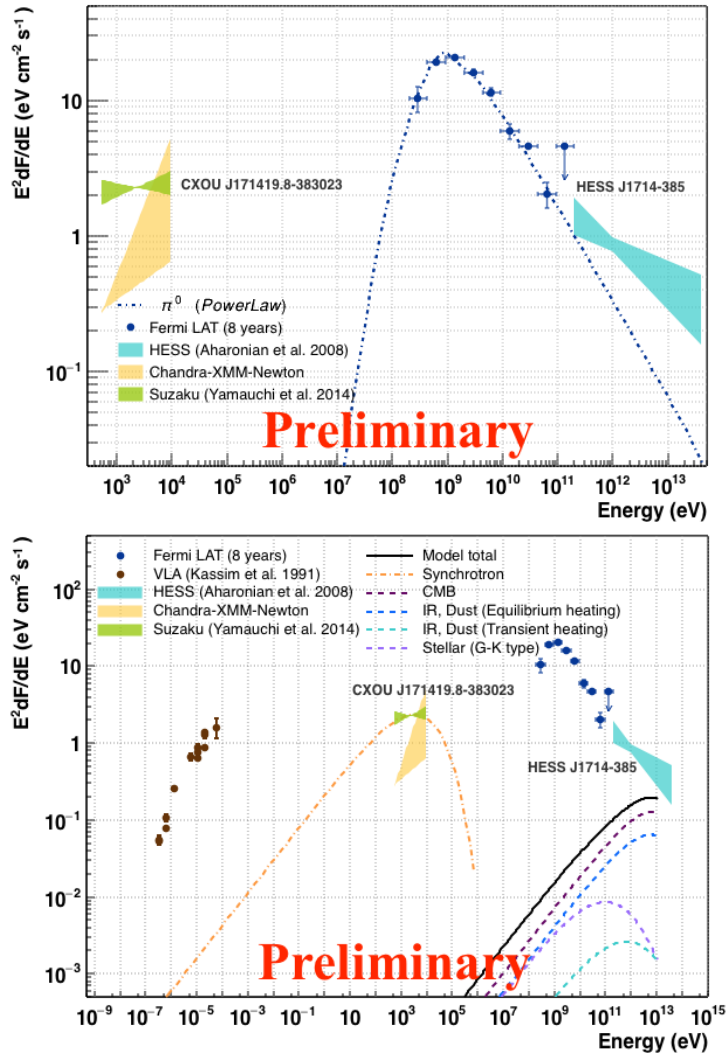 E²dF/dE (eV cm⁻² s⁻¹)
10
1
10⁻¹
CXOU J171419.8-383023
HESS J1714-385
π⁰ (PowerLaw)
Fermi LAT (8 years)
HESS (Aharonian et al. 2008)
Chandra-XMM-Newton
Suzaku (Yamauchi et al. 2014)
Preliminary
10³ 10⁴ 10⁵ 10⁶ 10⁷ 10⁸ 10⁹ 10¹⁰ 10¹¹ 10¹² 10¹³
Energy (eV)
E²dF/dE (eV cm⁻² s⁻¹)
10²
10
1
10⁻¹
10⁻²
10⁻³
Fermi LAT (8 years)
VLA (Kassim et al. 1991)
HESS (Aharonian et al. 2008)
Chandra-XMM-Newton
Suzaku (Yamauchi et al. 2014)
Model total
Synchrotron
CMB
IR, Dust (Equilibrium heating)
IR, Dust (Transient heating)
Stellar (G-K type)
CXOU J171419.8-383023
HESS J1714-385
Preliminary
10⁻⁹ 10⁻⁷ 10⁻⁵ 10⁻³ 10⁻¹ 10 10³ 10⁵ 10⁷ 10⁹ 10¹¹ 10¹³ 10¹⁵
Energy (eV)